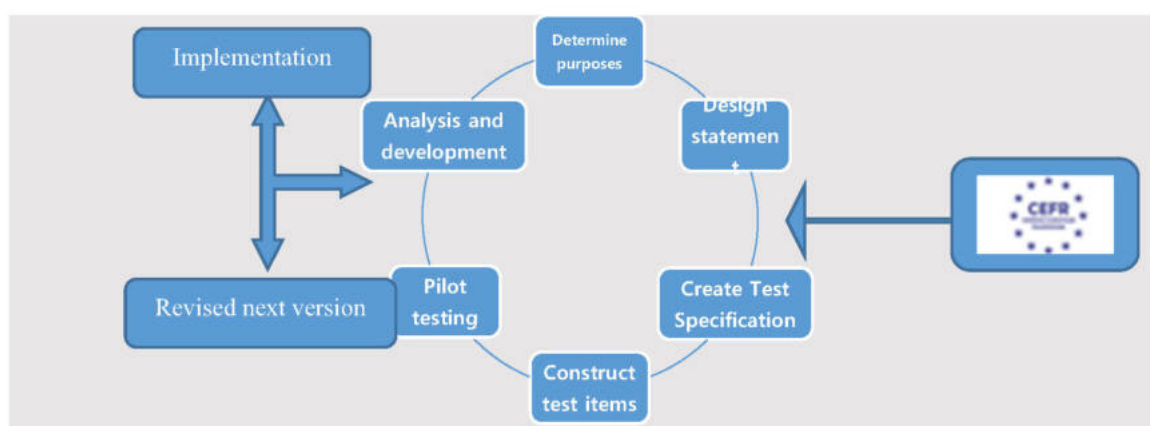 Implementation
Determine
purposes
Analysis and
development
Design
statemen
t
CEFR
Revised next version
Pilot
testing
Create Test
Specification
Construct
test items